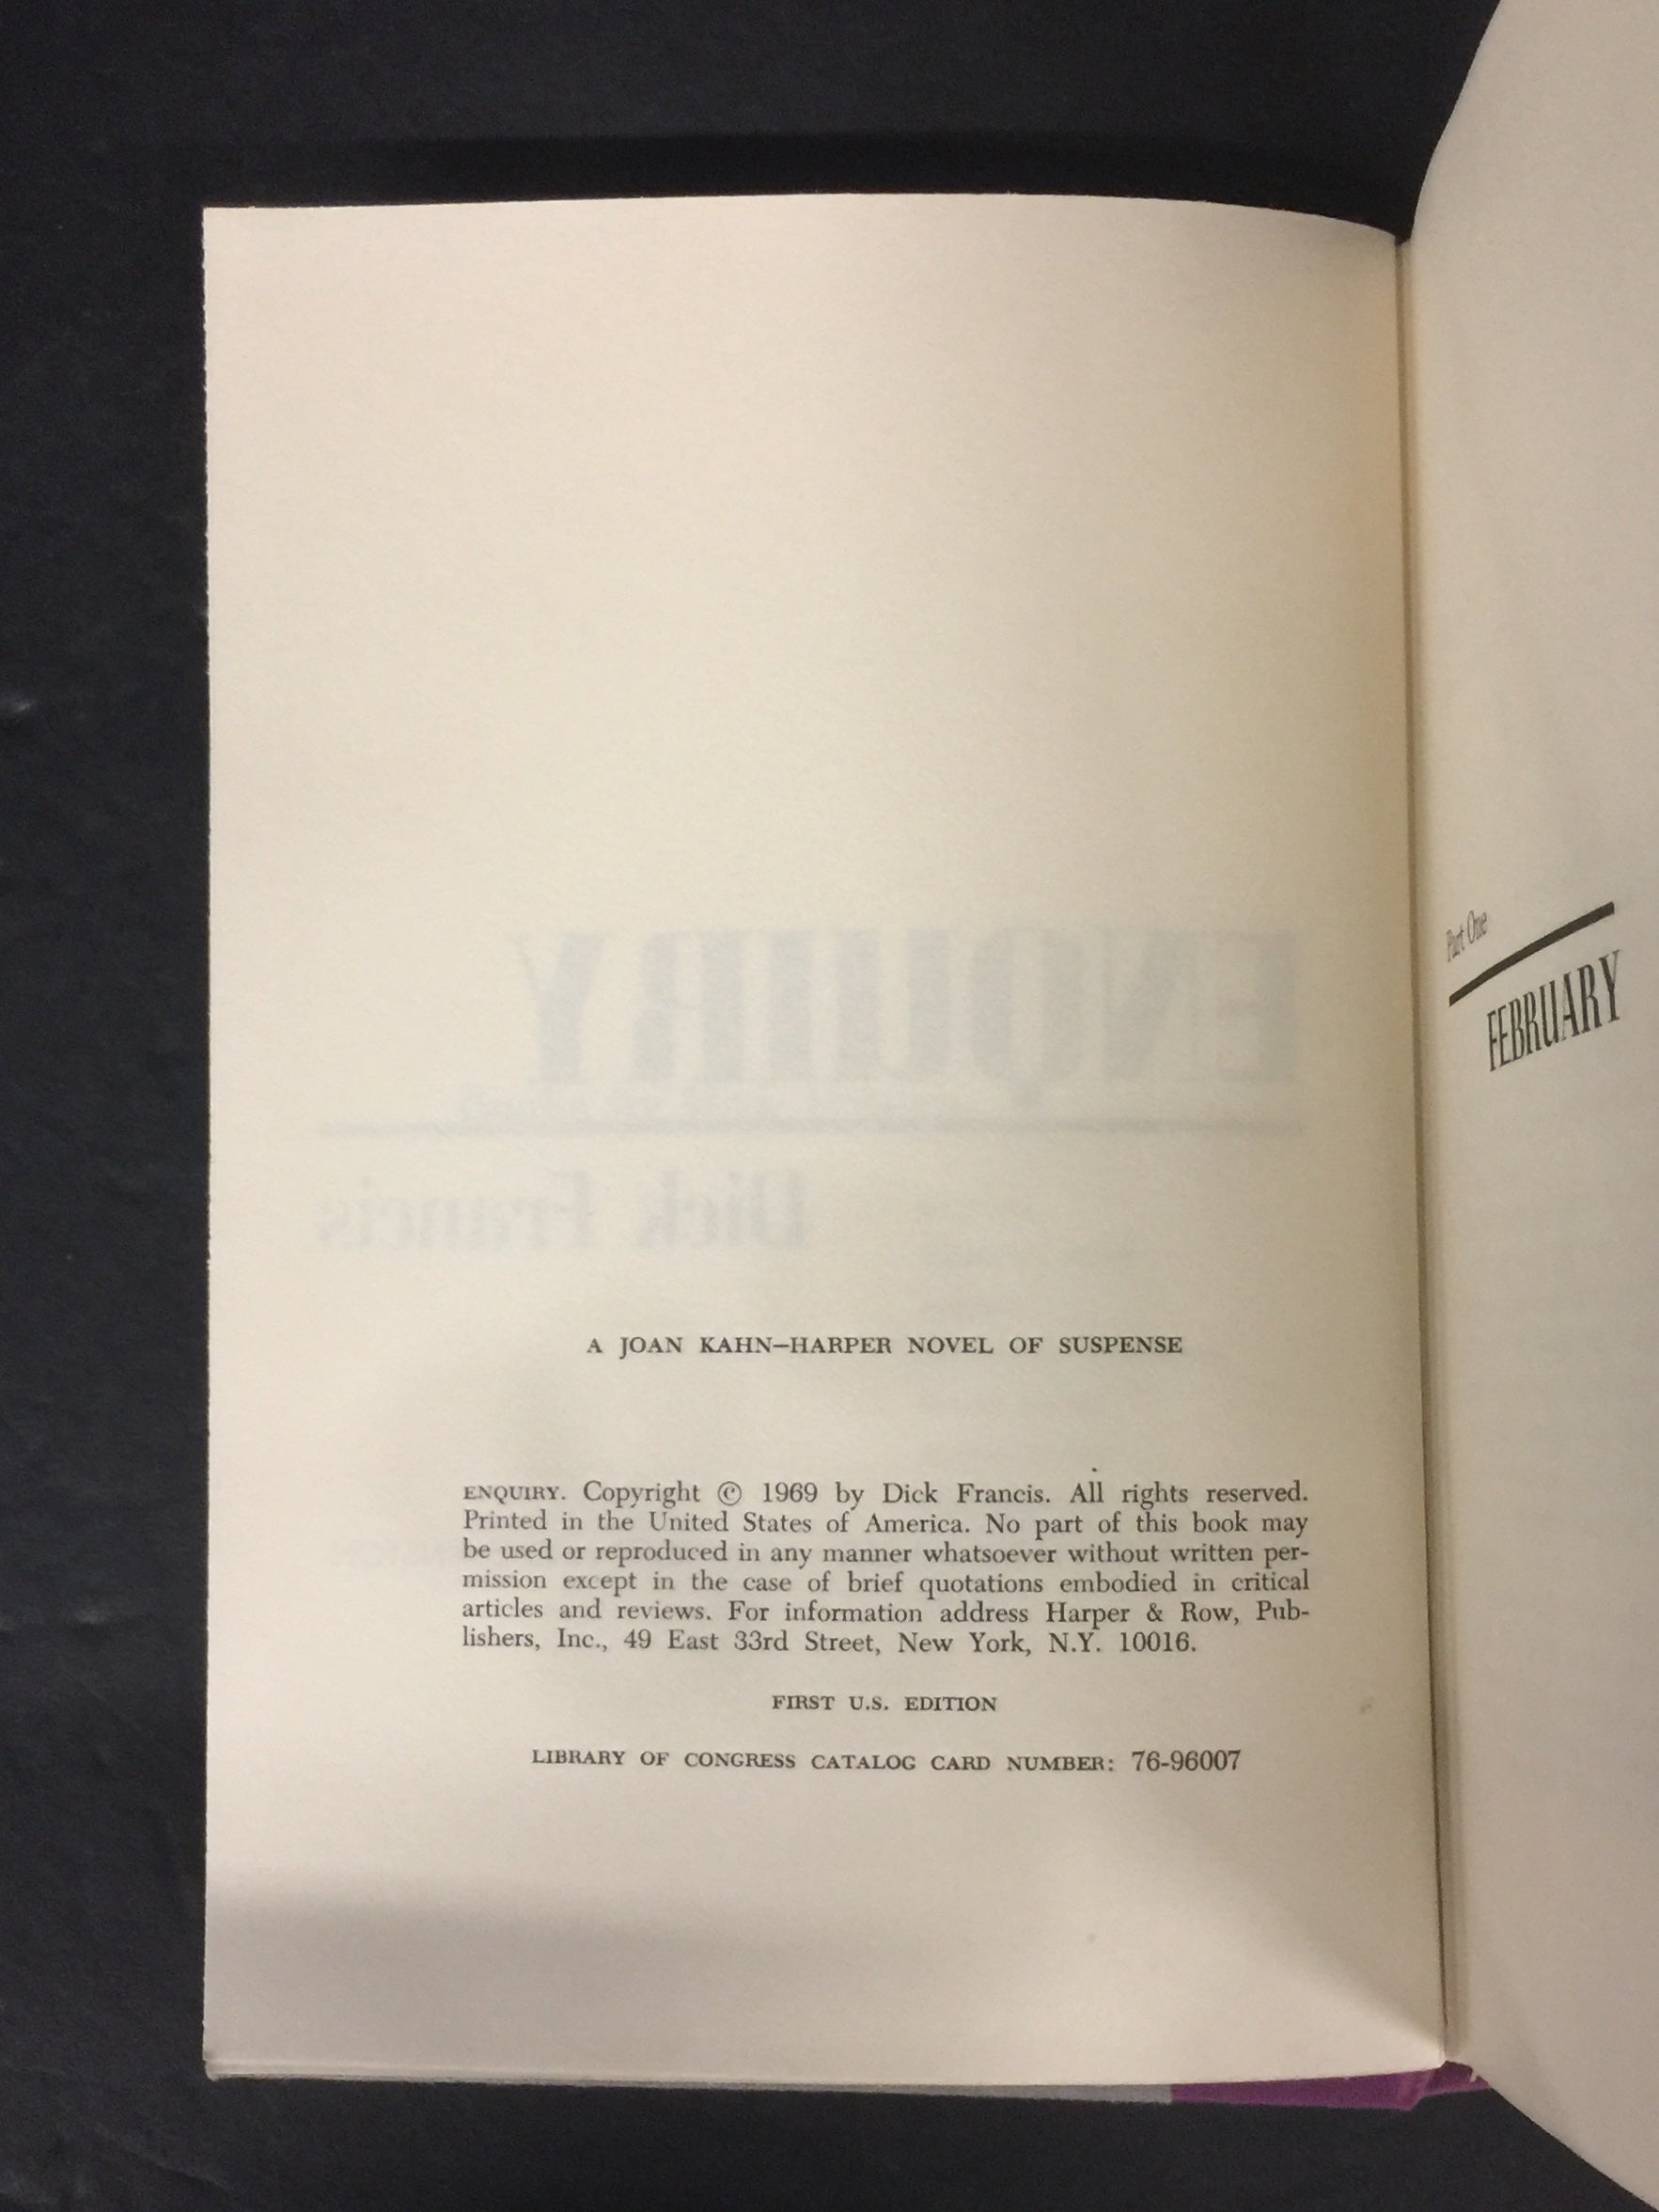 A JOAN KAHN–HARPER NOVEL OF SUSPENSE
ENQUIRY. Copyright © 1969 by Dick Francis. All rights reserved.
Printed in the United States of America. No part of this book may
be used or reproduced in any manner whatsoever without written per-
mission except in the case of brief quotations embodied in critical
articles and reviews. For information address Harper & Row, Pub-
lishers, Inc., 49 East 33rd Street, New York, N.Y. 10016.
FIRST U.S. EDITION
LIBRARY OF CONGRESS CATALOG CARD NUMBER: 76-96007
Part One
FEBRUARY
ENQUIRY
Dick Francis